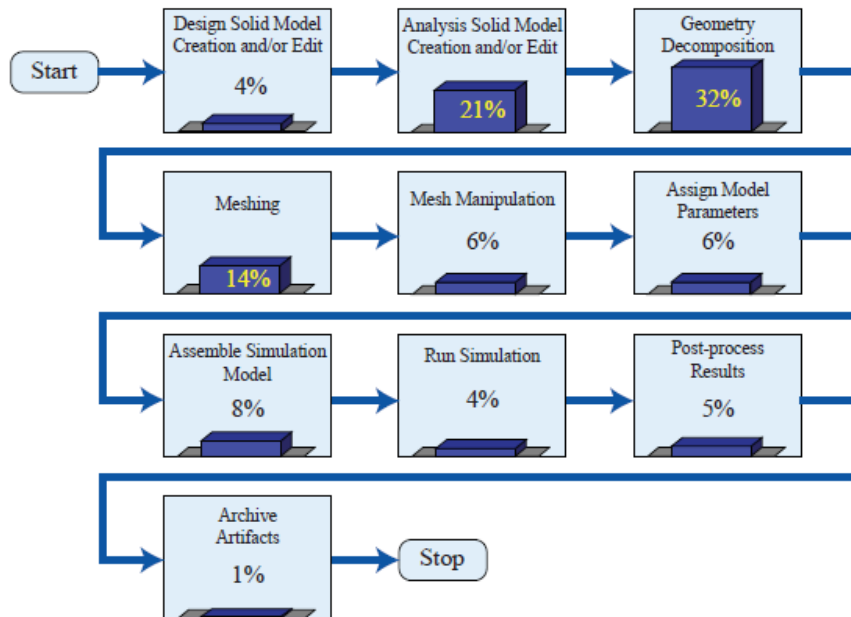 Start
Design Solid Model
Creation and/or Edit
4%
Analysis Solid Model
Creation and/or Edit
21%
Geometry
Decomposition
32%
Meshing
14%
Mesh Manipulation
6%
Assign Model
Parameters
6%
Assemble Simulation
Model
8%
Run Simulation
4%
Post-process
Results
5%
Archive
Artifacts
1%
Stop